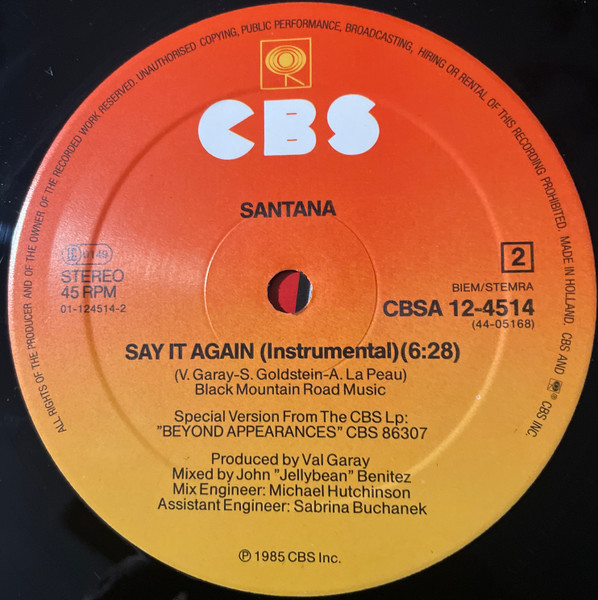 ALL RIGHTS OF THE PRODUCER AND OF THE OWNER OF THE RECORDED WORK RESERVED. UNAUTHORISED COPYING, PUBLIC PERFORMANCE, BROADCASTING, HIRING OR RENTAL OF THIS RECORDING PROHIBITED. MADE IN HOLLAND. CBS AND ® CBS INC.
CBS
SANTANA
LC 0149
STEREO
45 RPM
01-124514-2
2
BIEM/STEMRA
CBSA 12-4514
(44-05168)
SAY IT AGAIN (Instrumental)(6:28)
(V. Garay-S. Goldstein-A. La Peau)
Black Mountain Road Music
Special Version From The CBS Lp:
"BEYOND APPEARANCES" CBS 86307
Produced by Val Garay
Mixed by John "Jellybean" Benitez
Mix Engineer: Michael Hutchinson
Assistant Engineer: Sabrina Buchanek
℗ 1985 CBS Inc.